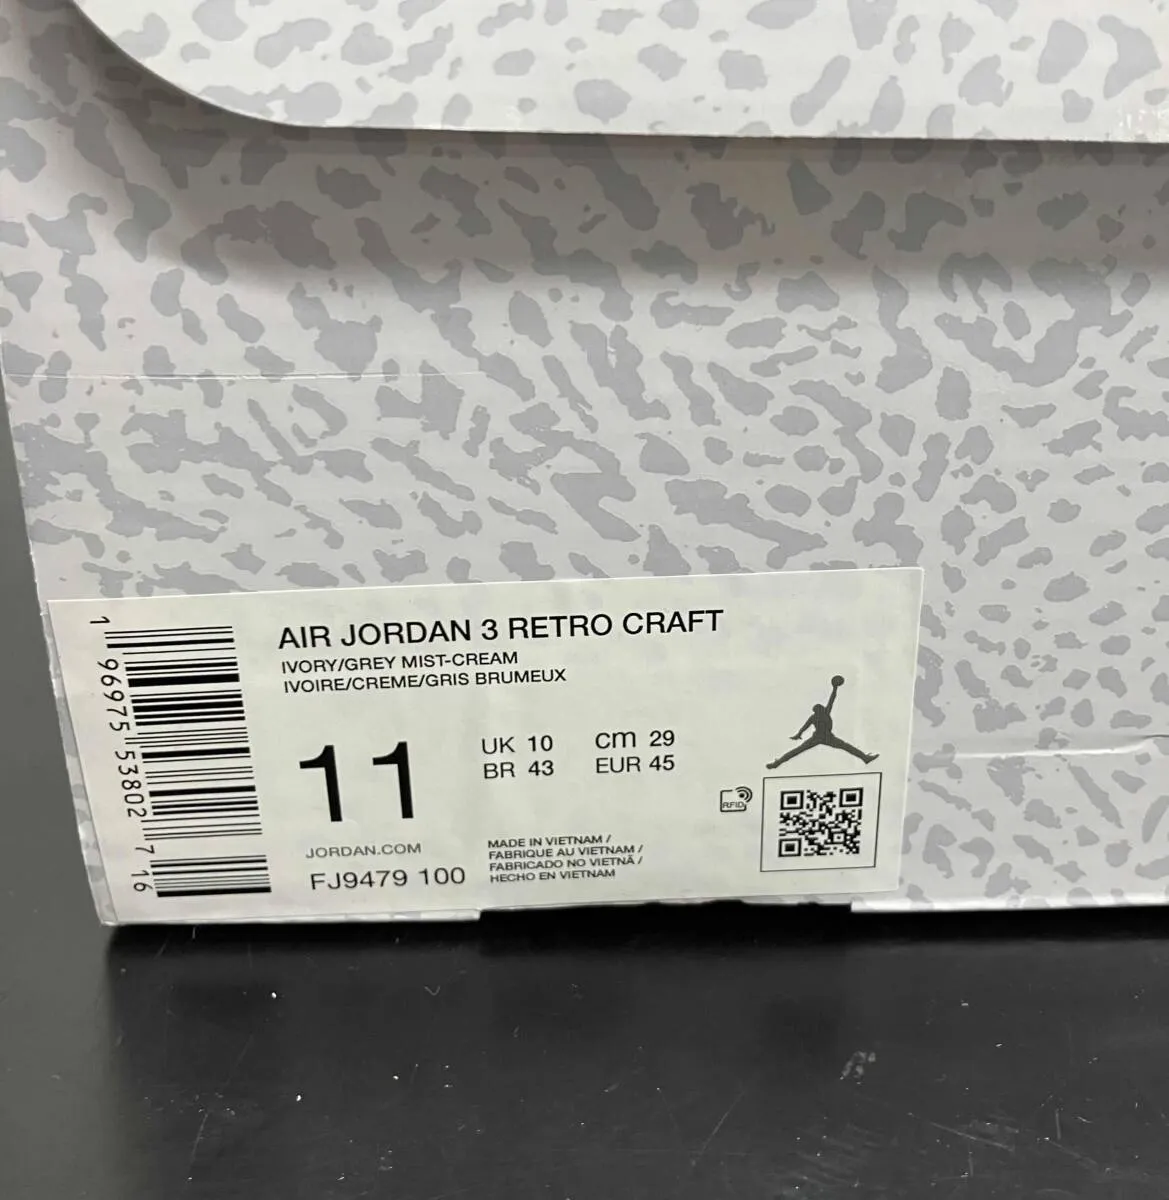 AIR JORDAN 3 RETRO CRAFT
IVORY/GREY MIST-CREAM
IVOIRE/CREME/GRIS BRUMEUX
11
UK 10 cm 29
BR 43 EUR 45
RFID
JORDAN.COM
FJ9479 100
MADE IN VIETNAM /
FABRIQUE AU VIETNAM /
FABRICADO NO VIETNÃ /
HECHO EN VIETNAM
1 96975 53802 7 16